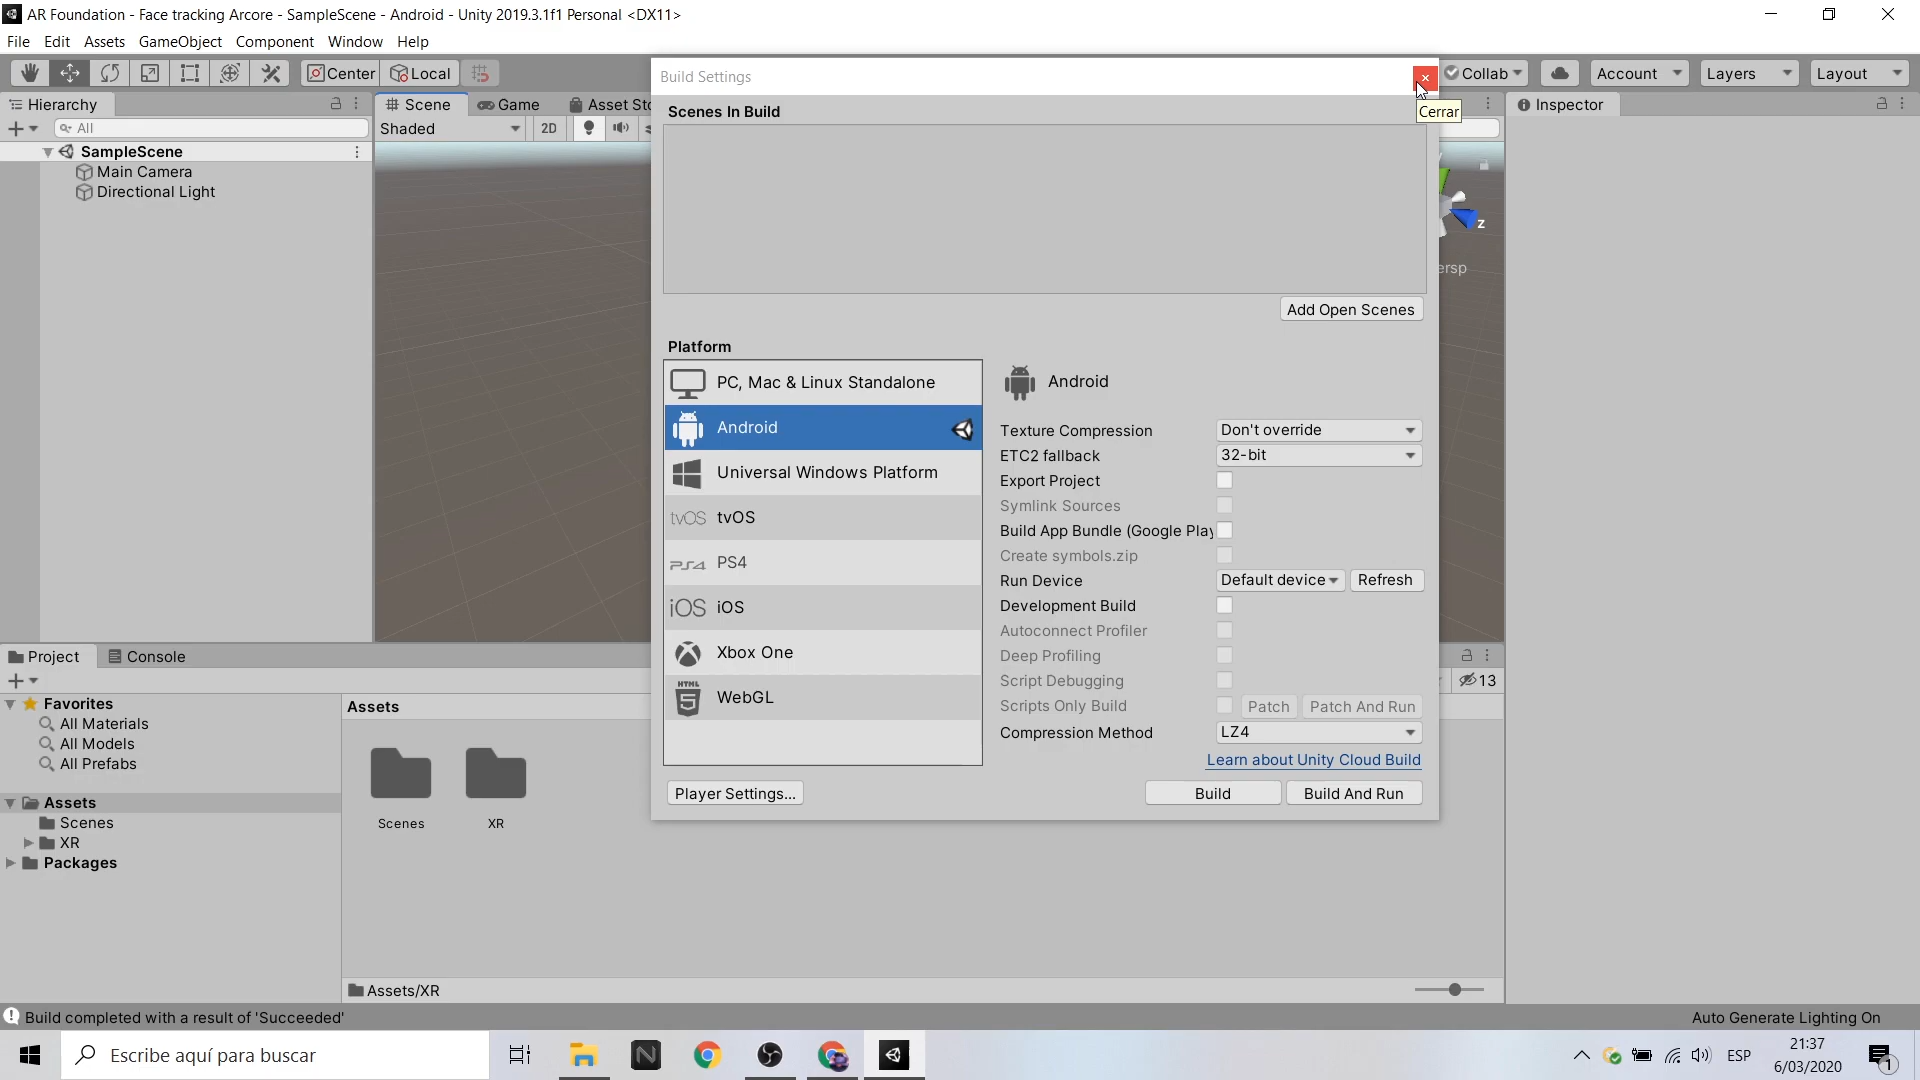 AR Foundation - Face tracking Arcore - SampleScene - Android - Unity 2019.3.1f1 Personal <DX11>
File Edit Assets GameObject Component Window Help
Center Local Collab Account Layers Layout
Build Settings
Cerrar
Hierarchy
Scene Game Asset Sto
Inspector
All
Shaded 2D
SampleScene
Main Camera
Directional Light
z
ersp
Scenes In Build
Add Open Scenes
Platform
PC, Mac & Linux Standalone
Android
Universal Windows Platform
tvOS tvOS
PS4 PS4
iOS iOS
Xbox One
HTML 5 WebGL
Android
Texture Compression Don't override
ETC2 fallback 32-bit
Export Project
Symlink Sources
Build App Bundle (Google Play
Create symbols.zip
Run Device Default device Refresh
Development Build
Autoconnect Profiler
Deep Profiling
Script Debugging
Scripts Only Build Patch Patch And Run
Compression Method LZ4
Learn about Unity Cloud Build
Player Settings... Build Build And Run
Project Console
13
Favorites
All Materials
All Models
All Prefabs
Assets
Scenes
XR
Packages
Assets
Scenes XR
Assets/XR
Build completed with a result of 'Succeeded'
Auto Generate Lighting On
Escribe aquí para buscar
ESP
21:37
6/03/2020
1